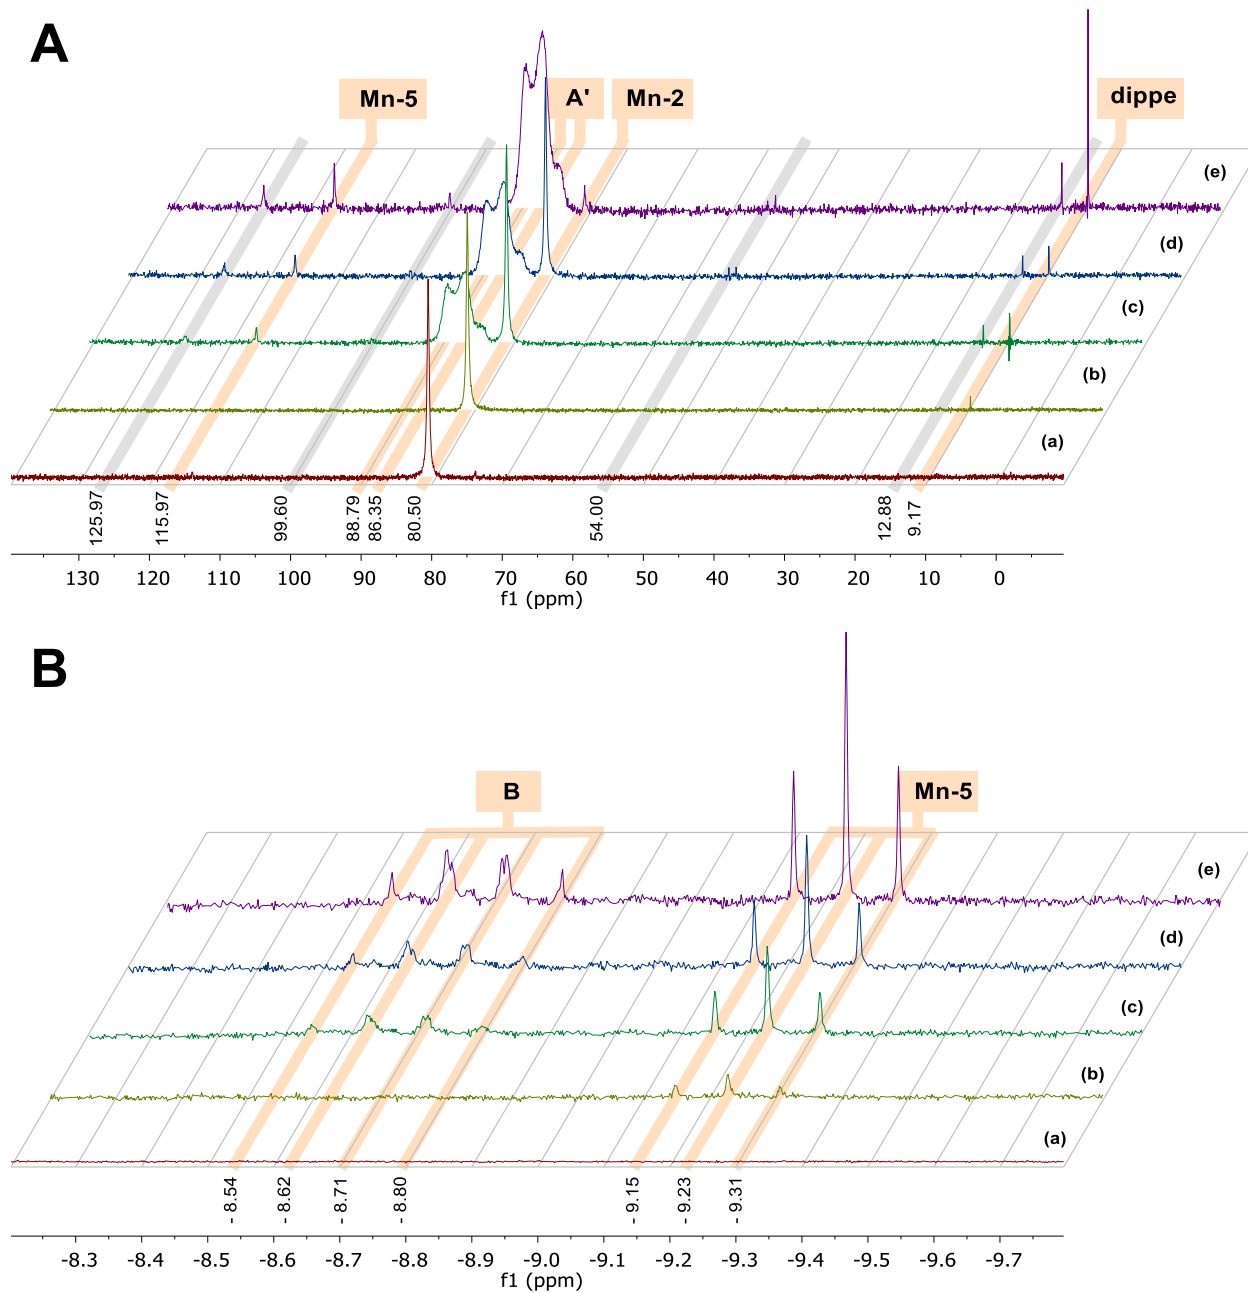 A
Mn-5 A' Mn-2 dippe
(e)
(d)
(c)
(b)
(a)
125.97 115.97 99.60 88.79 86.35 80.50 54.00 12.88 9.17
130 120 110 100 90 80 70 60 50 40 30 20 10 0
f1 (ppm)
B
B Mn-5
(e)
(d)
(c)
(b)
(a)
- 8.54 - 8.62 - 8.71 - 8.80 - 9.15 - 9.23 - 9.31
-8.3 -8.4 -8.5 -8.6 -8.7 -8.8 -8.9 -9.0 -9.1 -9.2 -9.3 -9.4 -9.5 -9.6 -9.7
f1 (ppm)